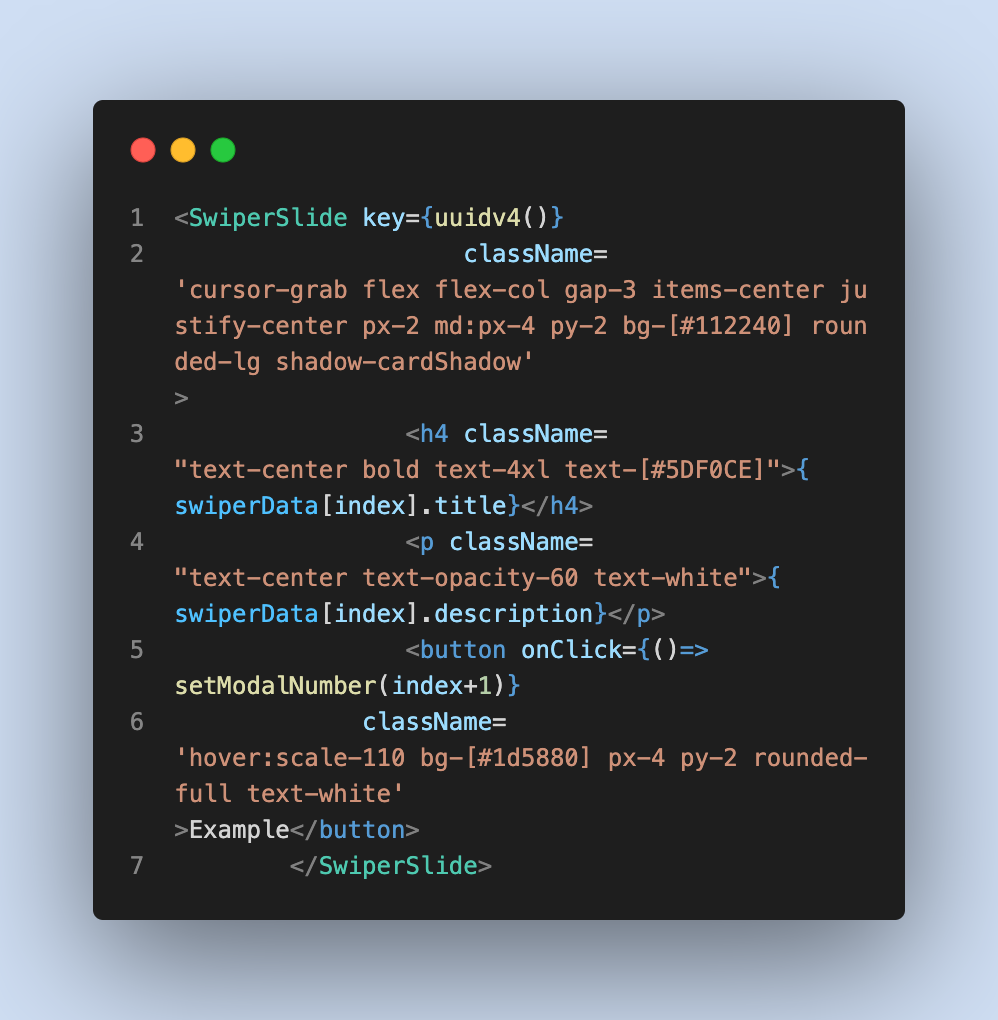 1 <SwiperSlide key={uuidv4()}
2 className=
'cursor-grab flex flex-col gap-3 items-center ju
stify-center px-2 md:px-4 py-2 bg-[#112240] roun
ded-lg shadow-cardShadow'
>
3 <h4 className=
"text-center bold text-4xl text-[#5DF0CE]">{
swiperData[index].title}</h4>
4 <p className=
"text-center text-opacity-60 text-white">{
swiperData[index].description}</p>
5 <button onClick={()=>
setModalNumber(index+1)}
6 className=
'hover:scale-110 bg-[#1d5880] px-4 py-2 rounded-
full text-white'
>Example</button>
7 </SwiperSlide>